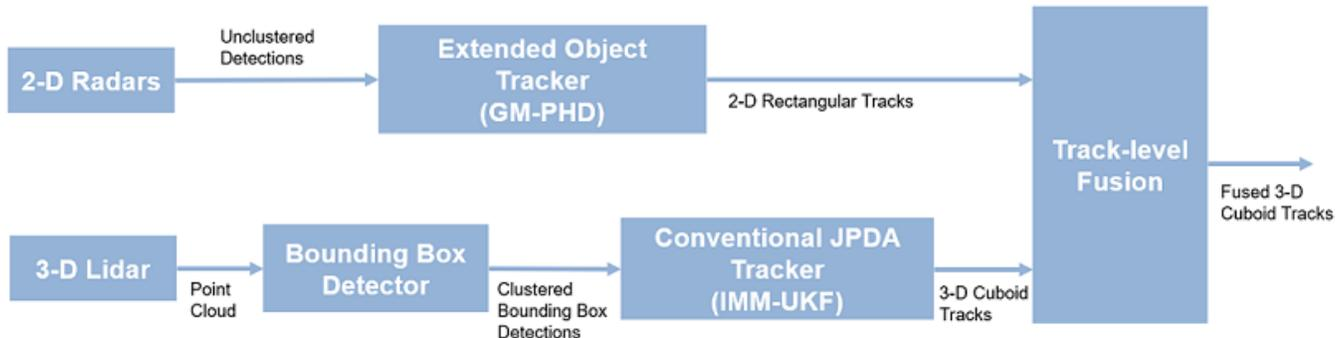 Unclustered
Detections
2-D Radars
Extended Object
Tracker
(GM-PHD)
2-D Rectangular Tracks
Track-level
Fusion
Fused 3-D
Cuboid Tracks
3-D Lidar
Point
Cloud
Bounding Box
Detector
Clustered
Bounding Box
Detections
Conventional JPDA
Tracker
(IMM-UKF)
3-D Cuboid
Tracks